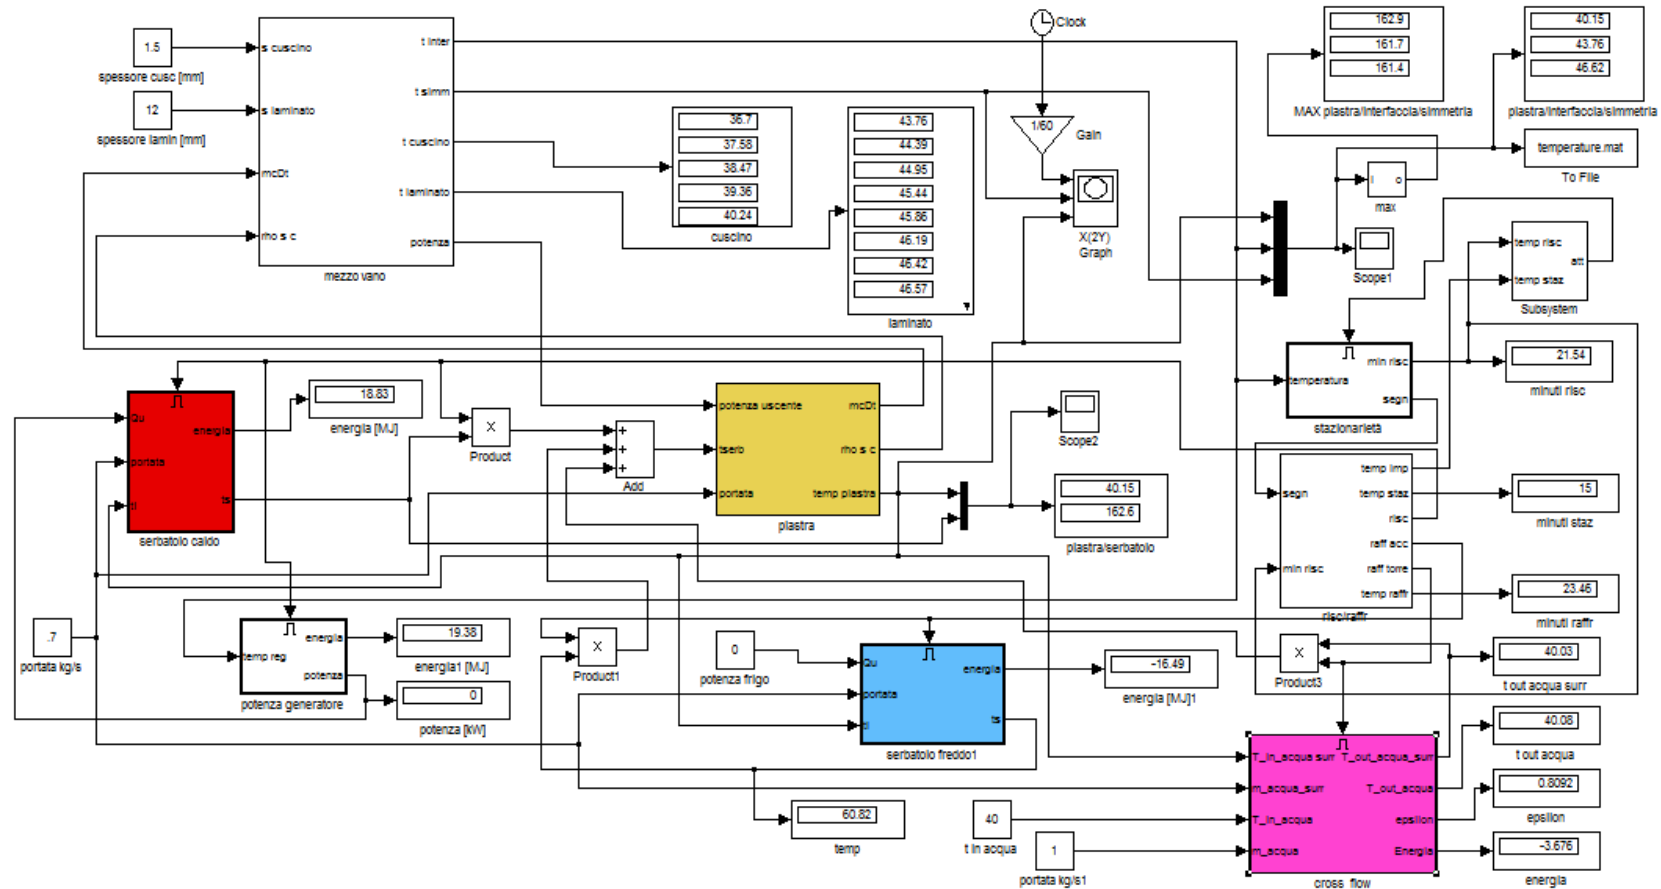 1.5
spessore cusc [mm]
12
spessore lamin [mm]
s cuscino
s laminato
mcDt
rho s c
t inter
t simm
t cuscino
t laminato
potenza
mezzo vano
36.7
37.58
38.47
39.36
40.24
cuscino
43.76
44.39
44.95
45.44
45.86
46.19
46.42
46.57
laminato
Clock
1/60
Gain
X(2Y)
Graph
162.9
161.7
161.4
MAX piastra/interfaccia/simmetria
40.15
43.76
46.62
piastra/interfaccia/simmetria
temperature.mat
To File
I
o
max
Scope1
temp risc
temp staz
att
Subsystem
temperatura
min risc
segn
stazionarietà
21.54
minuti risc
segn
min risc
temp imp
temp staz
risc
raff acc
raff torre
temp raffr
risc/raffr
15
minuti staz
23.46
minuti raffr
Qu
portata
ti
energia
ts
serbatoio caldo
18.83
energia [MJ]
X
Product
+
+
+
Add
potenza uscente
tserb
portata
mcDt
rho s c
temp piastra
piastra
Scope2
40.15
162.6
piastra/serbatoio
.7
portata kg/s
temp reg
energia
potenza
potenza generatore
19.38
energia1 [MJ]
0
potenza [kW]
X
Product1
0
potenza frigo
Qu
portata
ti
energia
ts
serbatoio freddo1
-16.49
energia [MJ]1
X
Product3
40.03
t out acqua surr
40.08
t out acqua
0.8092
epsilon
-3.676
energia
60.82
temp
40
t in acqua
1
portata kg/s1
T_in_acqua surr
m_acqua_surr
T_in_acqua
m_acqua
T_out_acqua_surr
T_out_acqua
epsilon
Energia
cross flow